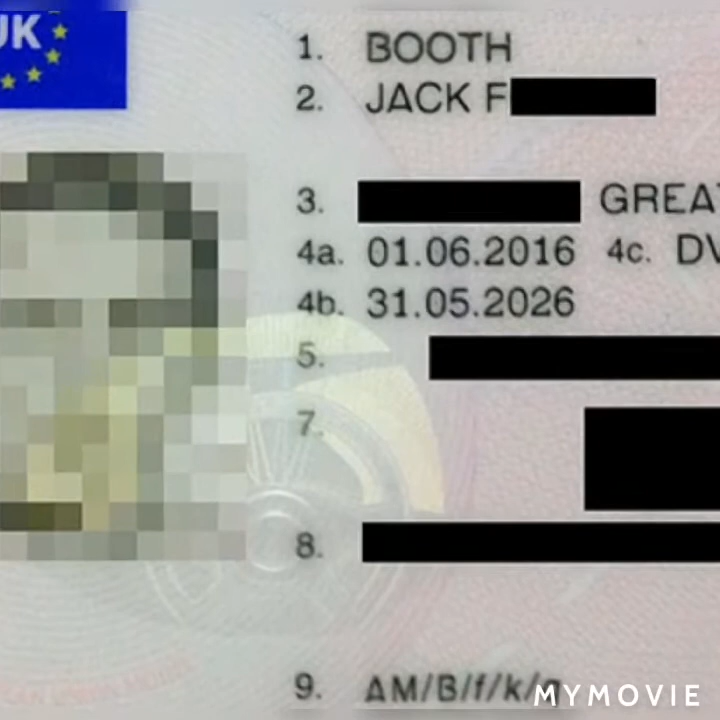 UK
1. BOOTH
2. JACK F
3. GREAT
4a. 01.06.2016 4c. DV
4b. 31.05.2026
5.
7.
8.
9. AM/B/f/k/q
MYMOVIE